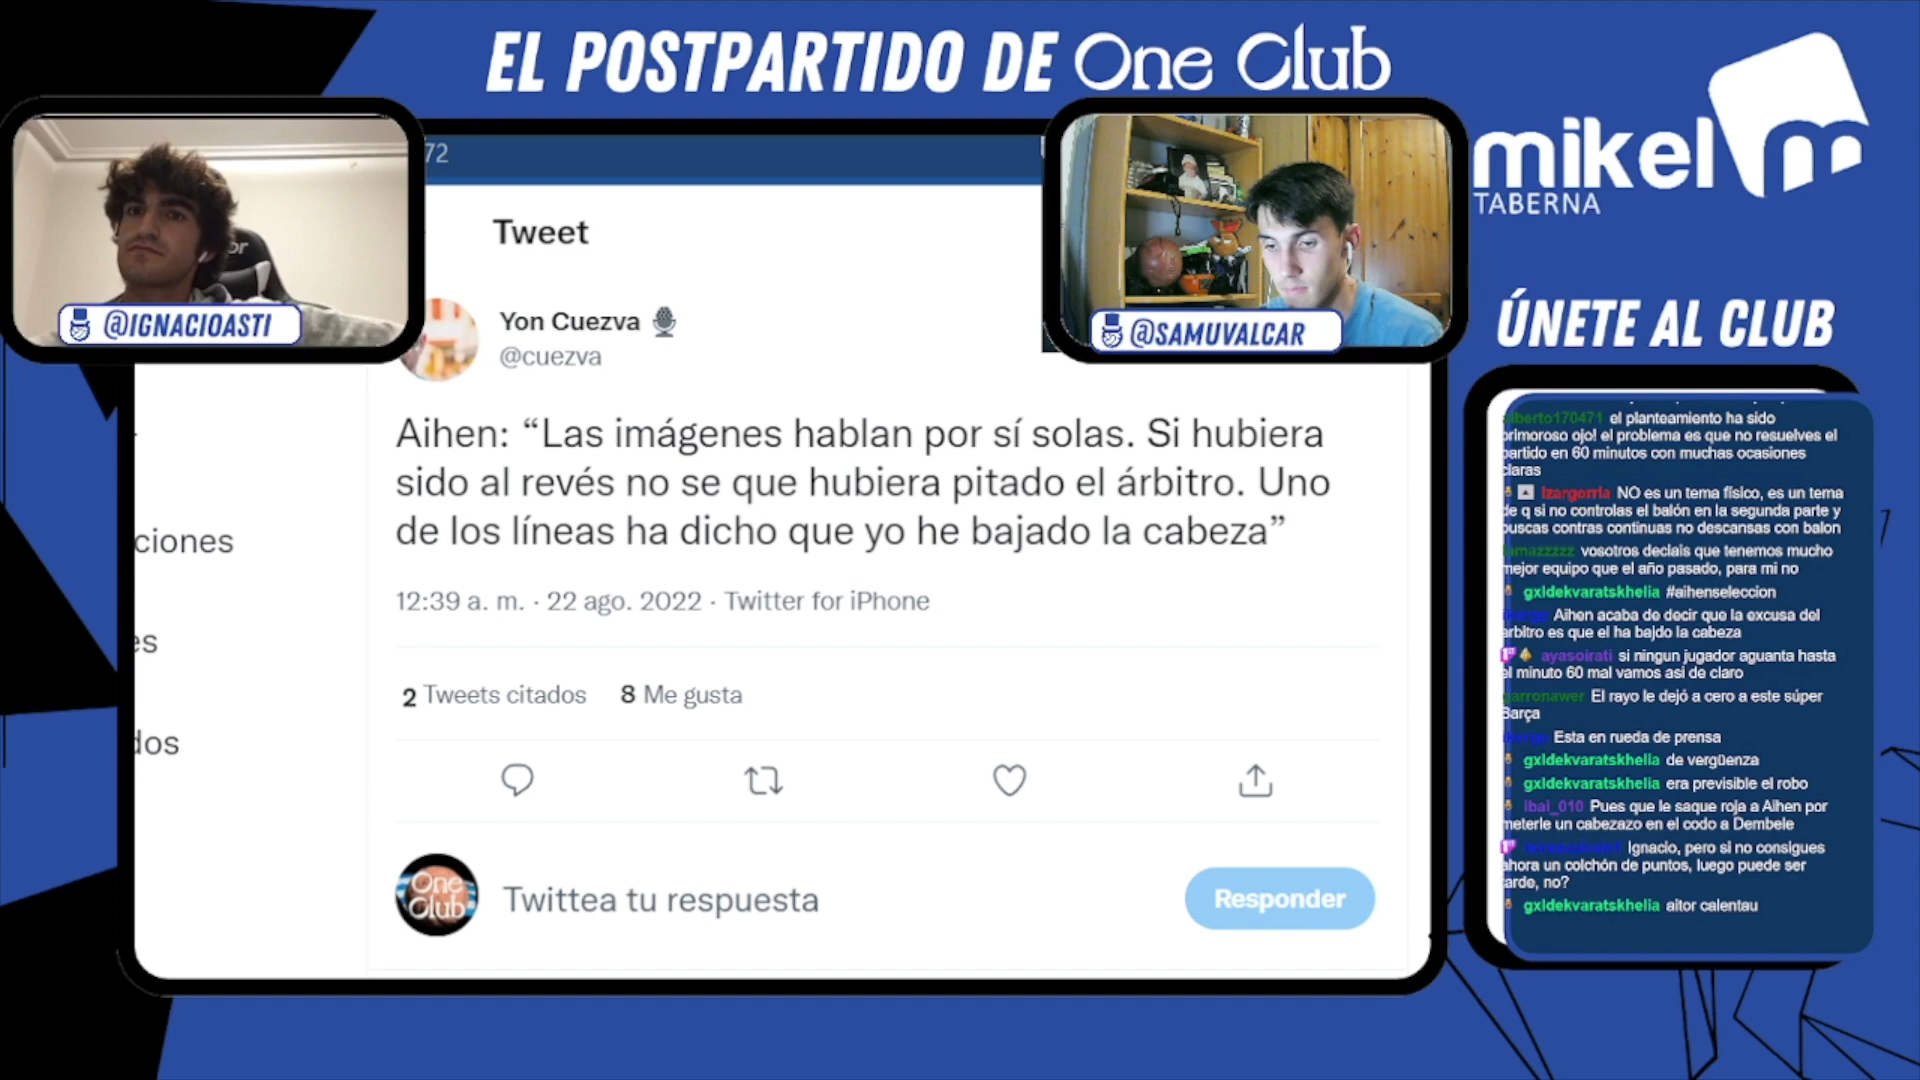 EL POSTPARTIDO DE One Club
mikel
TABERNA
72
Tweet
@IGNACIOASTI
@SAMUVALCAR
Yon Cuezva
@cuezva
ÚNETE AL CLUB
Aihen: “Las imágenes hablan por sí solas. Si hubiera
sido al revés no se que hubiera pitado el árbitro. Uno
de los líneas ha dicho que yo he bajado la cabeza”
12:39 a. m. · 22 ago. 2022 · Twitter for iPhone
2 Tweets citados 8 Me gusta
One Club
Twittea tu respuesta
Responder
ciones
es
dos
lberto170471 el planteamiento ha sido
rimoroso ojo! el problema es que no resuelves el
partido en 60 minutos con muchas ocasiones
claras
Izargorria NO es un tema físico, es un tema
de q si no controlas el balón en la segunda parte y
buscas contras continuas no descansas con balon
vosotros deciais que tenemos mucho
mejor equipo que el año pasado, para mi no
gxldekvaratskhelia #aihenseleccion
Aihen acaba de decir que la excusa del
arbitro es que el ha bajdo la cabeza
ayasoirati si ningun jugador aguanta hasta
el minuto 60 mal vamos asi de claro
garronawer El rayo le dejó a cero a este súper
Barça
Esta en rueda de prensa
gxldekvaratskhelia de vergüenza
gxldekvaratskhelia era previsible el robo
ibai_010 Pues que le saque roja a Aihen por
meterle un cabezazo en el codo a Dembele
Ignacio, pero si no consigues
ahora un colchón de puntos, luego puede ser
tarde, no?
gxldekvaratskhelia aitor calentau